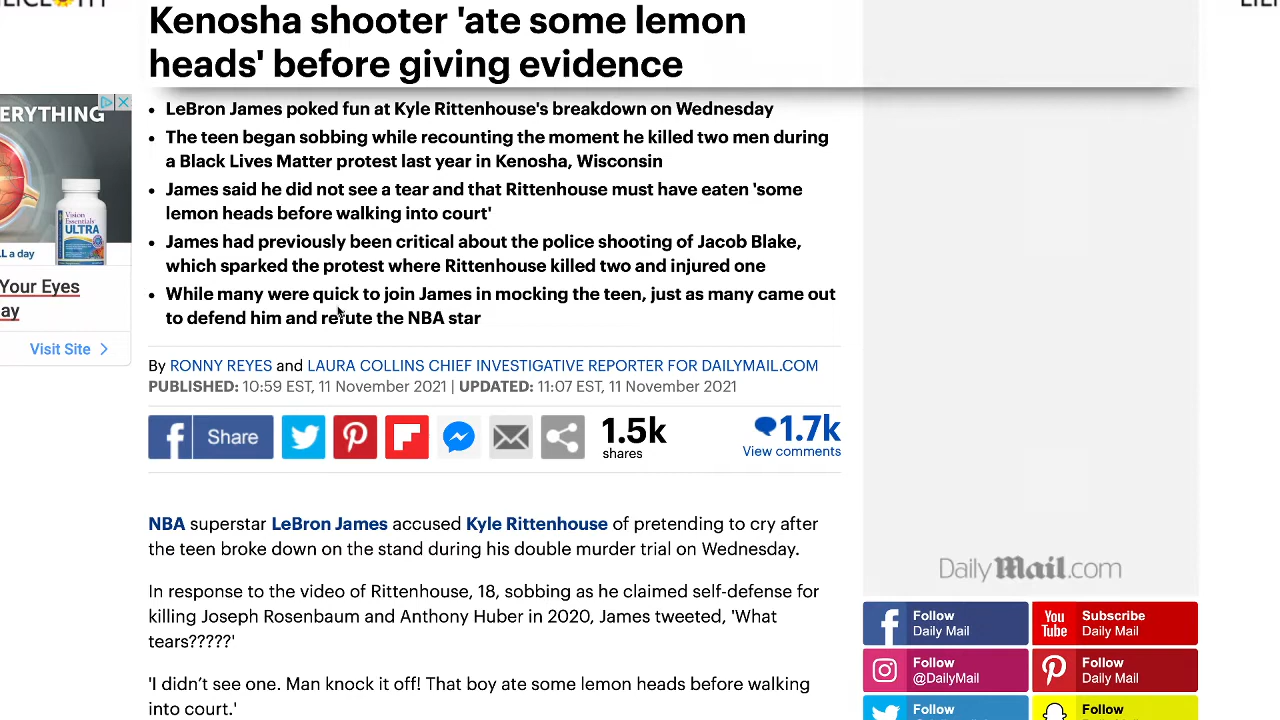 Kenosha shooter 'ate some lemon
heads' before giving evidence
LeBron James poked fun at Kyle Rittenhouse's breakdown on Wednesday
The teen began sobbing while recounting the moment he killed two men during
a Black Lives Matter protest last year in Kenosha, Wisconsin
James said he did not see a tear and that Rittenhouse must have eaten 'some
lemon heads before walking into court'
James had previously been critical about the police shooting of Jacob Blake,
which sparked the protest where Rittenhouse killed two and injured one
While many were quick to join James in mocking the teen, just as many came out
to defend him and refute the NBA star
By RONNY REYES and LAURA COLLINS CHIEF INVESTIGATIVE REPORTER FOR DAILYMAIL.COM
PUBLISHED: 10:59 EST, 11 November 2021 | UPDATED: 11:07 EST, 11 November 2021
Share
1.5k
shares
1.7k
View comments
NBA superstar LeBron James accused Kyle Rittenhouse of pretending to cry after
the teen broke down on the stand during his double murder trial on Wednesday.
In response to the video of Rittenhouse, 18, sobbing as he claimed self-defense for
killing Joseph Rosenbaum and Anthony Huber in 2020, James tweeted, 'What
tears?????'
'I didn't see one. Man knock it off! That boy ate some lemon heads before walking
into court.'
ERYTHING
Vision
Essentials
ULTRA
LL a day
Your Eyes
ay
Visit Site
Daily Mail.com
Follow
Daily Mail
You
Tube
Subscribe
Daily Mail
Follow
@DailyMail
Follow
Daily Mail
Follow
Follow